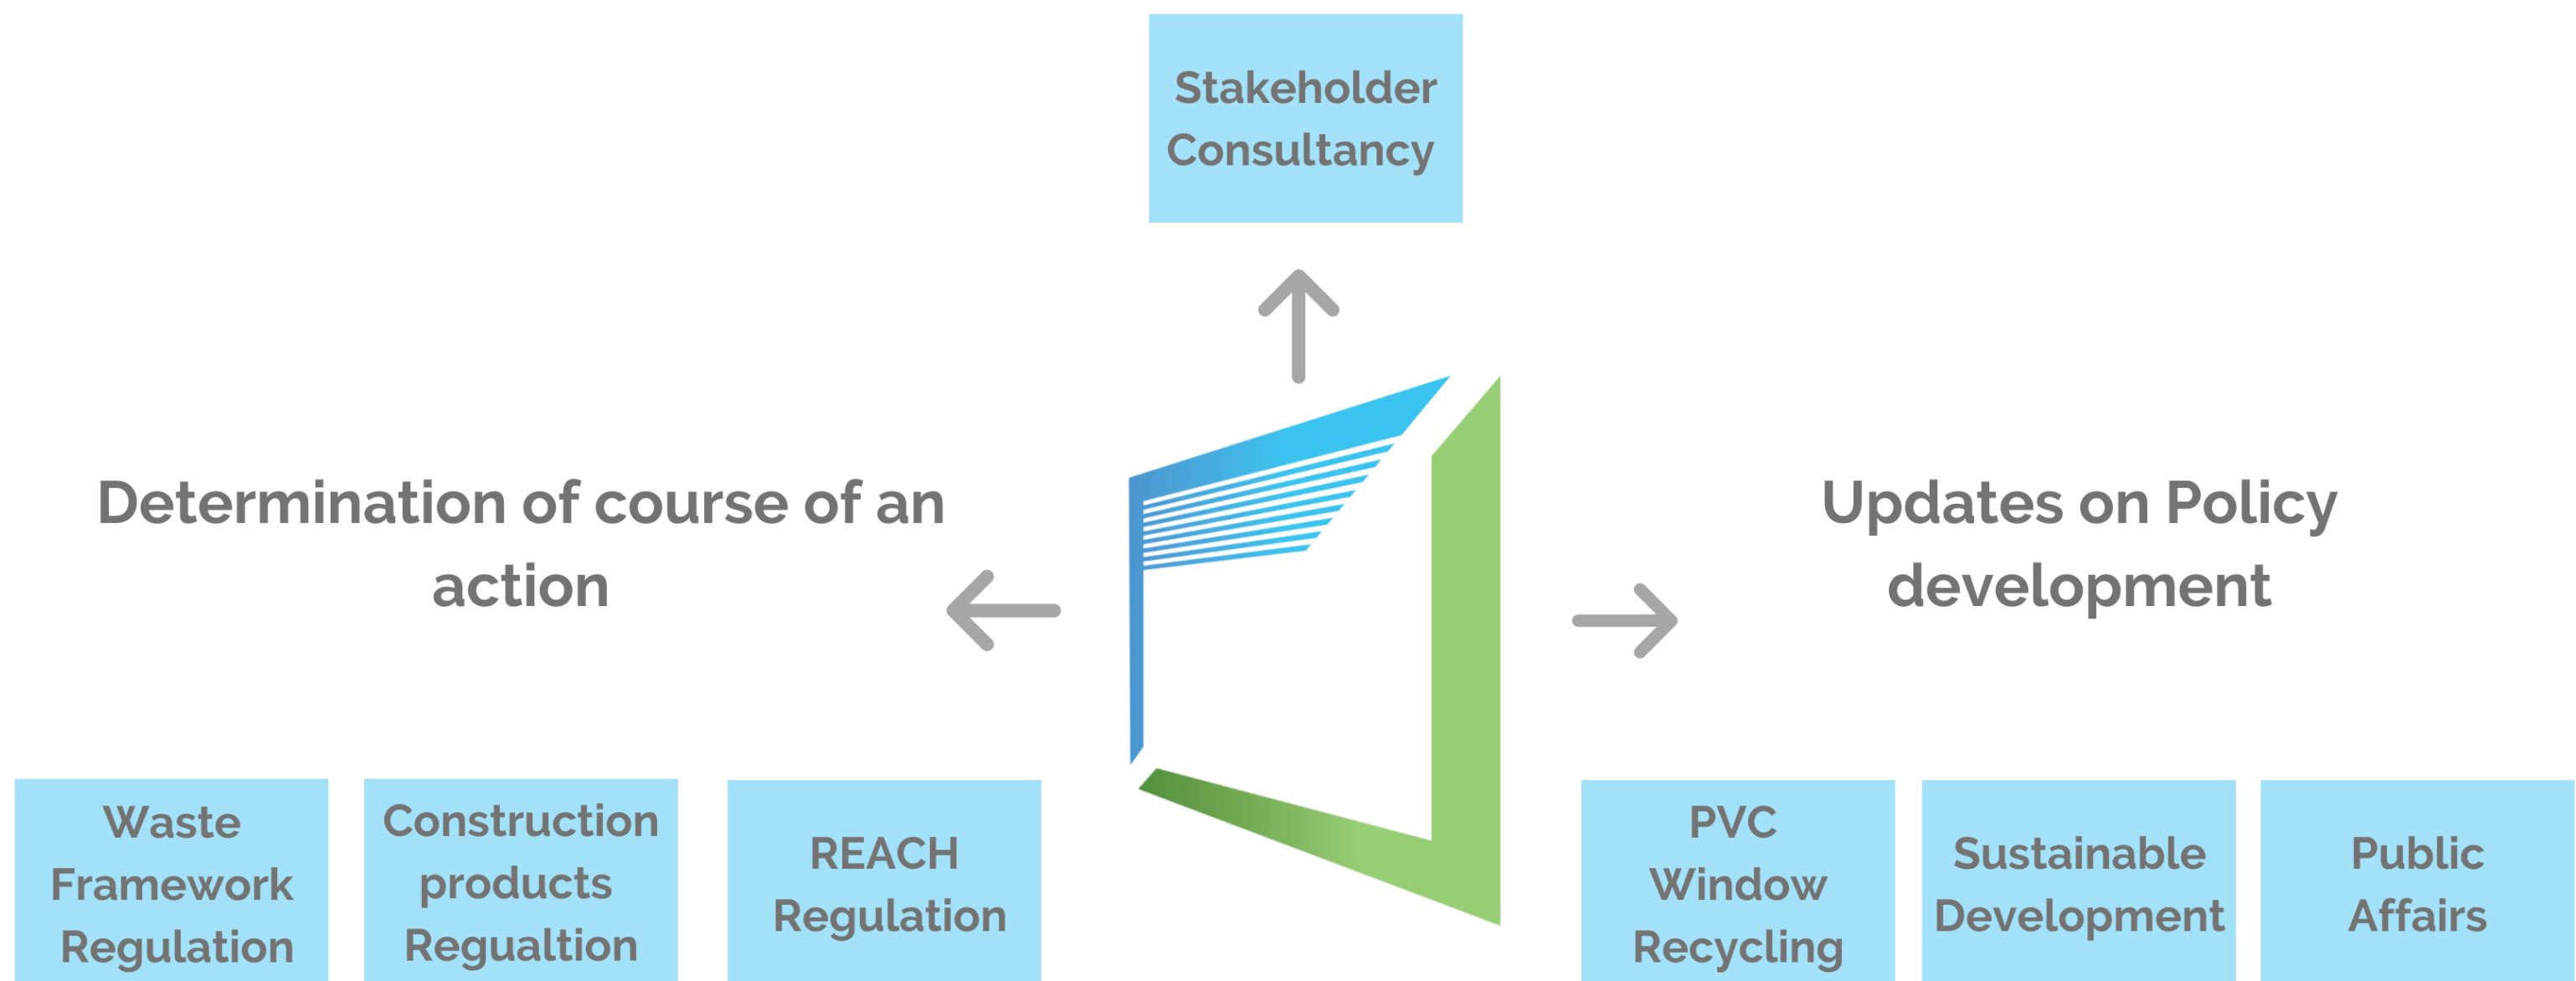 Stakeholder
Consultancy
Determination of course of an
action
Updates on Policy
development
Waste
Framework
Regulation
Construction
products
Regualtion
REACH
Regulation
PVC
Window
Recycling
Sustainable
Development
Public
Affairs